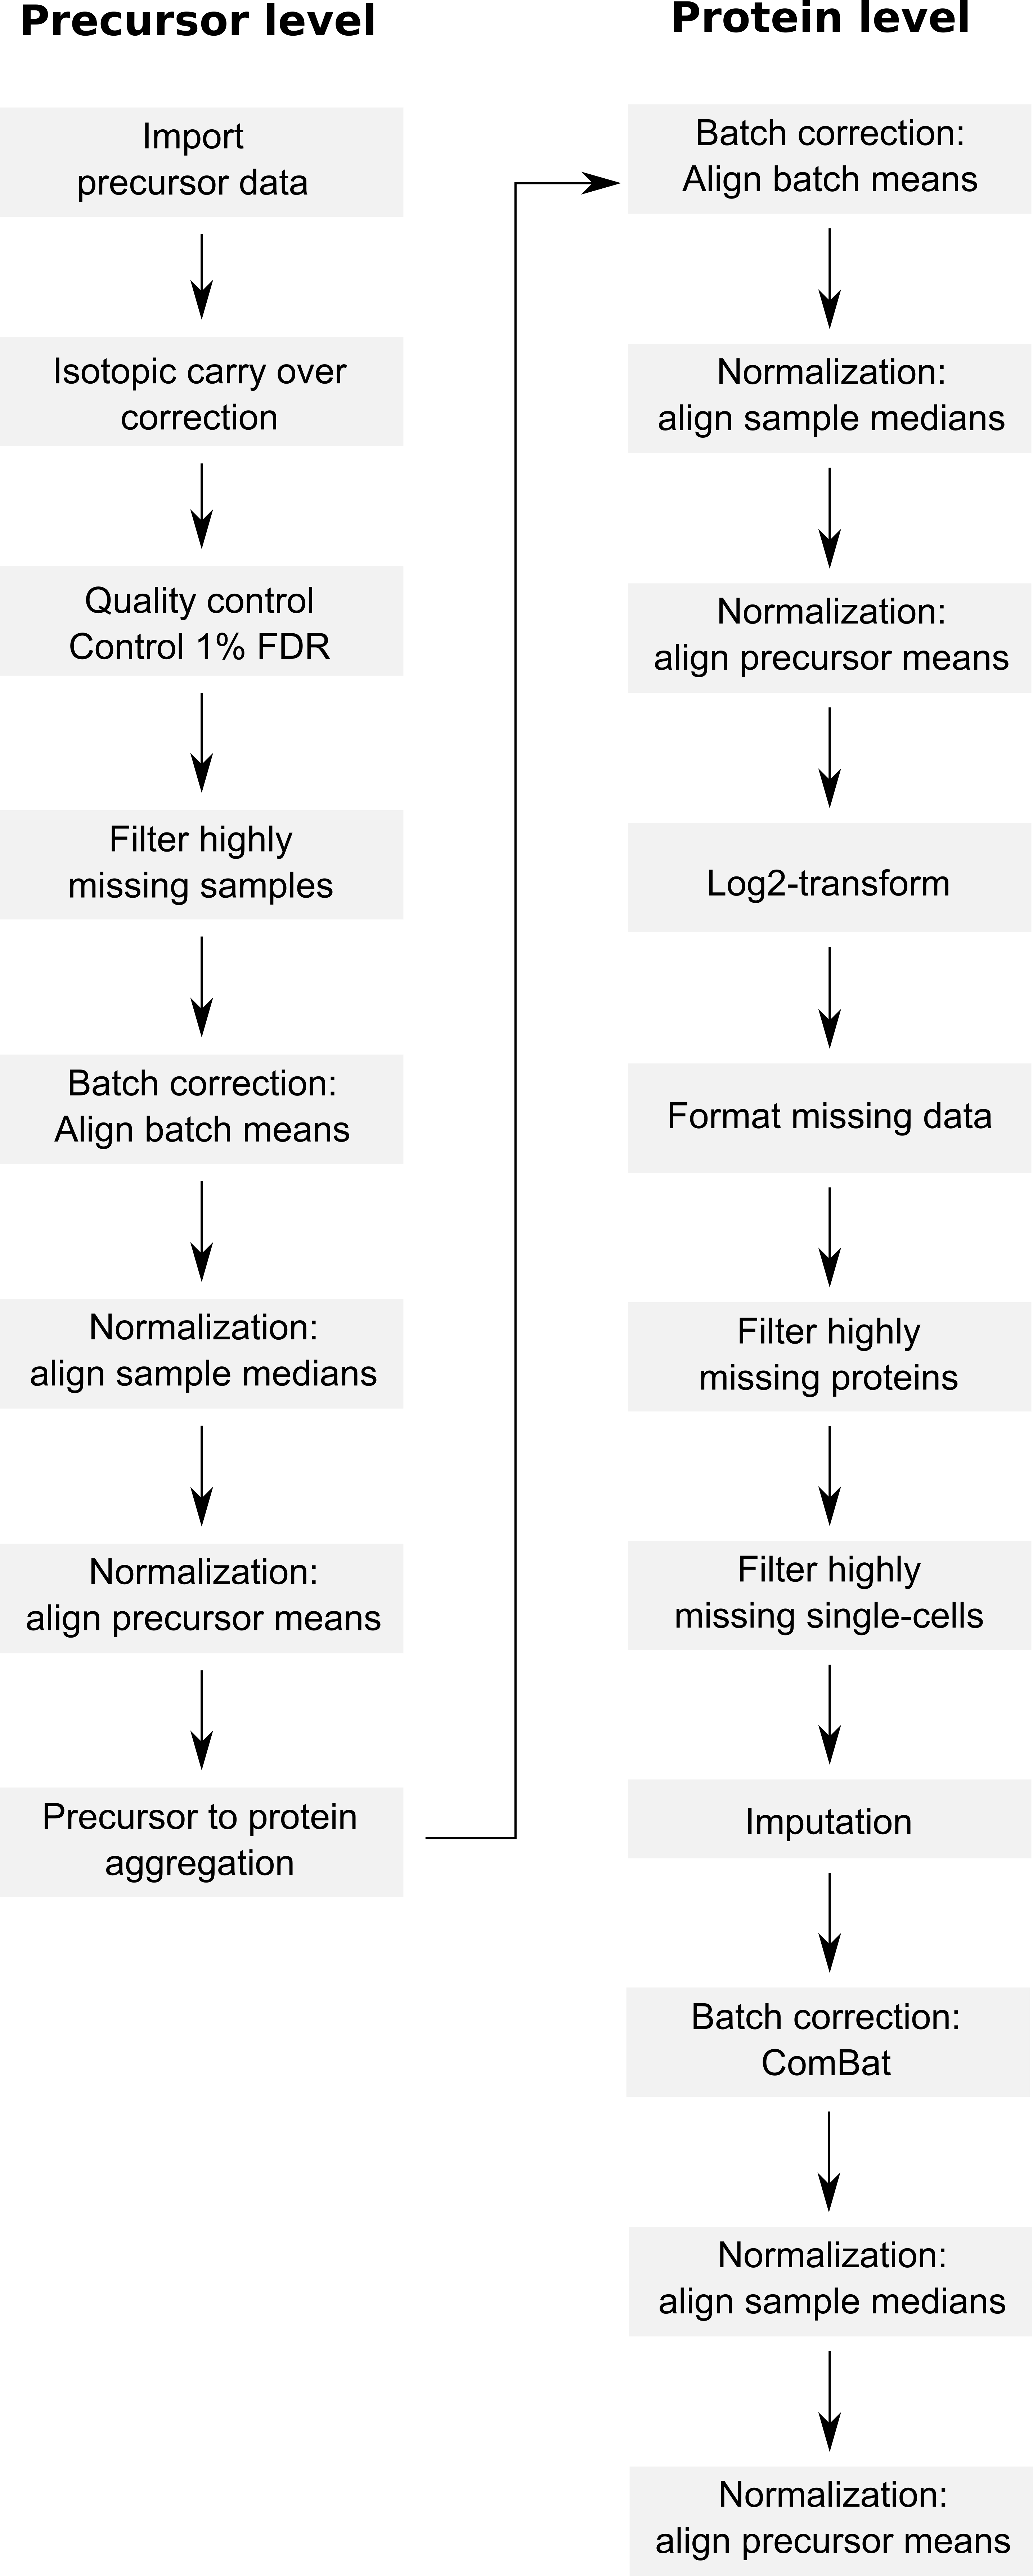 Precursor level
Import
precursor data
Isotopic carry over
correction
Quality control
Control 1% FDR
Filter highly
missing samples
Batch correction:
Align batch means
Normalization:
align sample medians
Normalization:
align precursor means
Precursor to protein
aggregation
Protein level
Batch correction:
Align batch means
Normalization:
align sample medians
Normalization:
align precursor means
Log2-transform
Format missing data
Filter highly
missing proteins
Filter highly
missing single-cells
Imputation
Batch correction:
ComBat
Normalization:
align sample medians
Normalization:
align precursor means